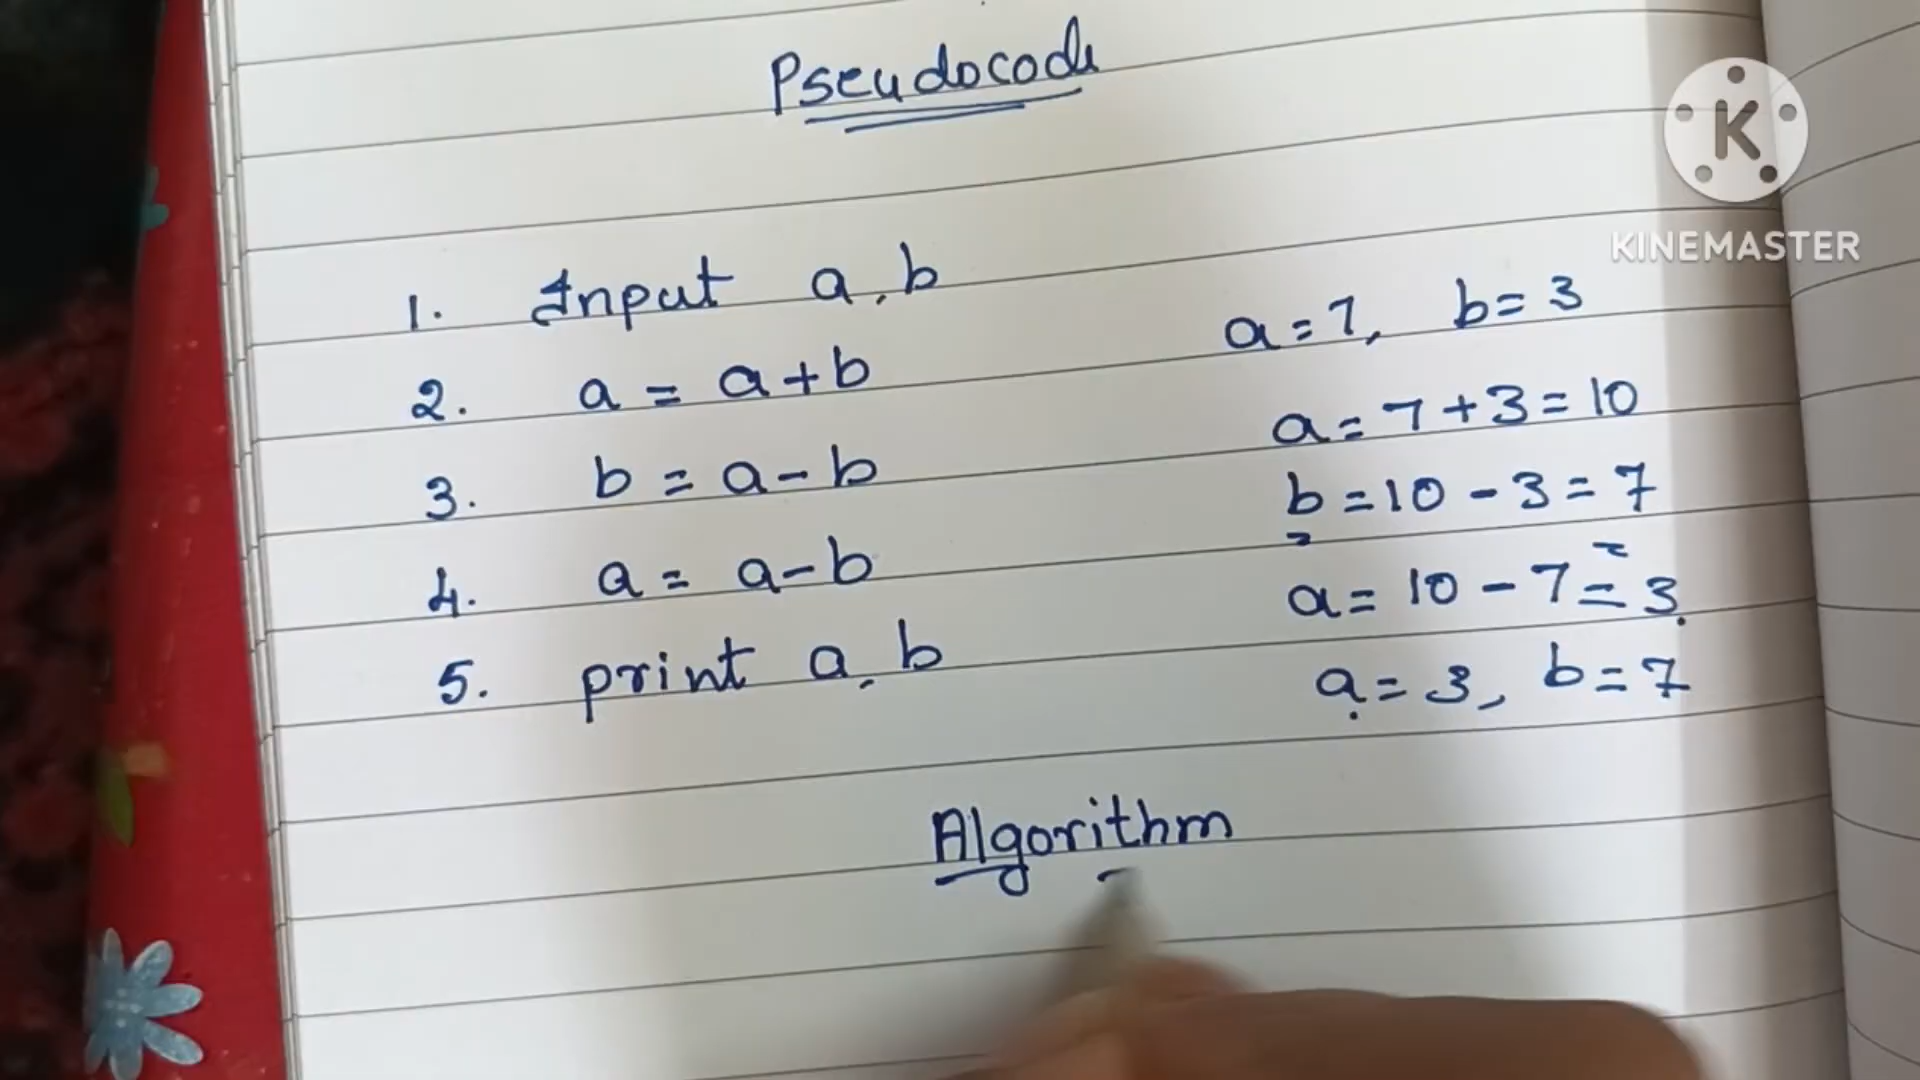 Pseudocode
K
KINEMASTER
1. Input a, b
a = 7, b = 3
2. a = a + b
a = 7 + 3 = 10
3. b = a - b
b = 10 - 3 = 7
4. a = a - b
a = 10 - 7 = 3
5. print a, b
a = 3, b = 7
Algorithm